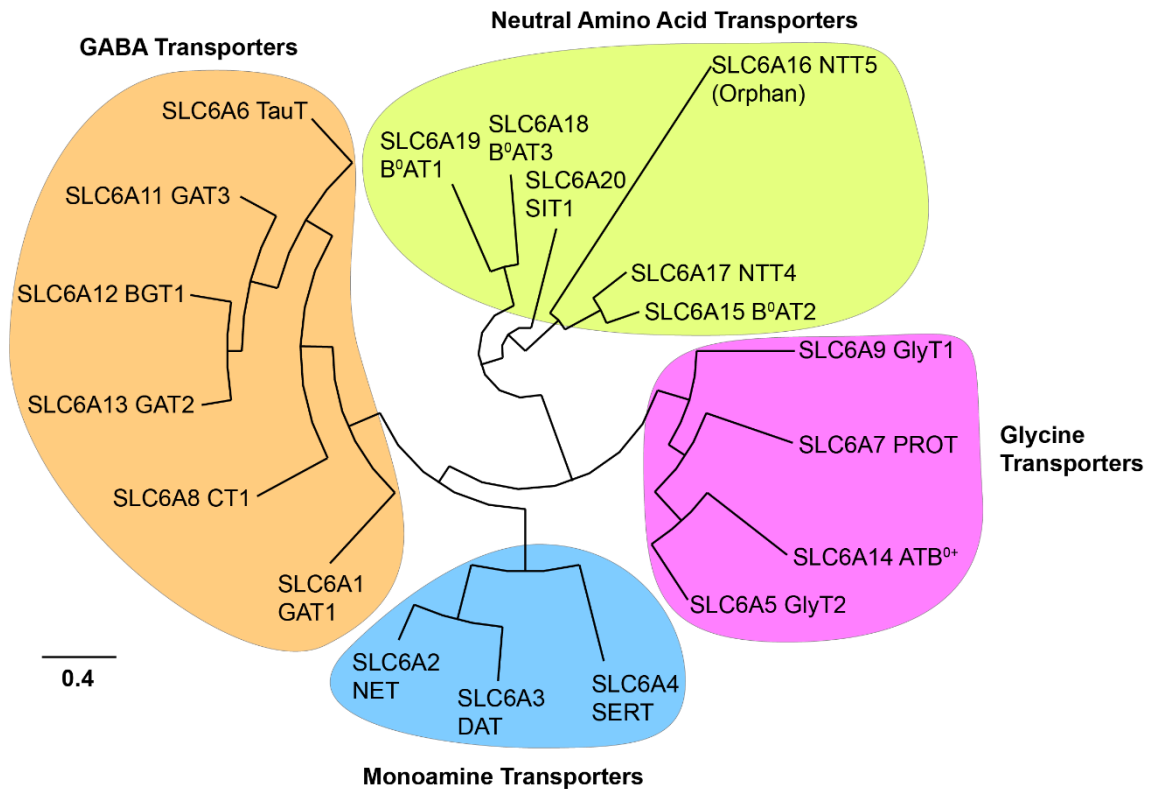 Neutral Amino Acid Transporters
GABA Transporters
SLC6A16 NTT5
(Orphan)
SLC6A6 TauT
SLC6A18
B⁰AT3
SLC6A19
B⁰AT1
SLC6A20
SIT1
SLC6A11 GAT3
SLC6A17 NTT4
SLC6A12 BGT1
SLC6A15 B⁰AT2
SLC6A9 GlyT1
SLC6A13 GAT2
SLC6A7 PROT
Glycine
Transporters
SLC6A8 CT1
SLC6A14 ATB⁰⁺
SLC6A1
GAT1
SLC6A5 GlyT2
0.4
SLC6A2
NET
SLC6A3
DAT
SLC6A4
SERT
Monoamine Transporters